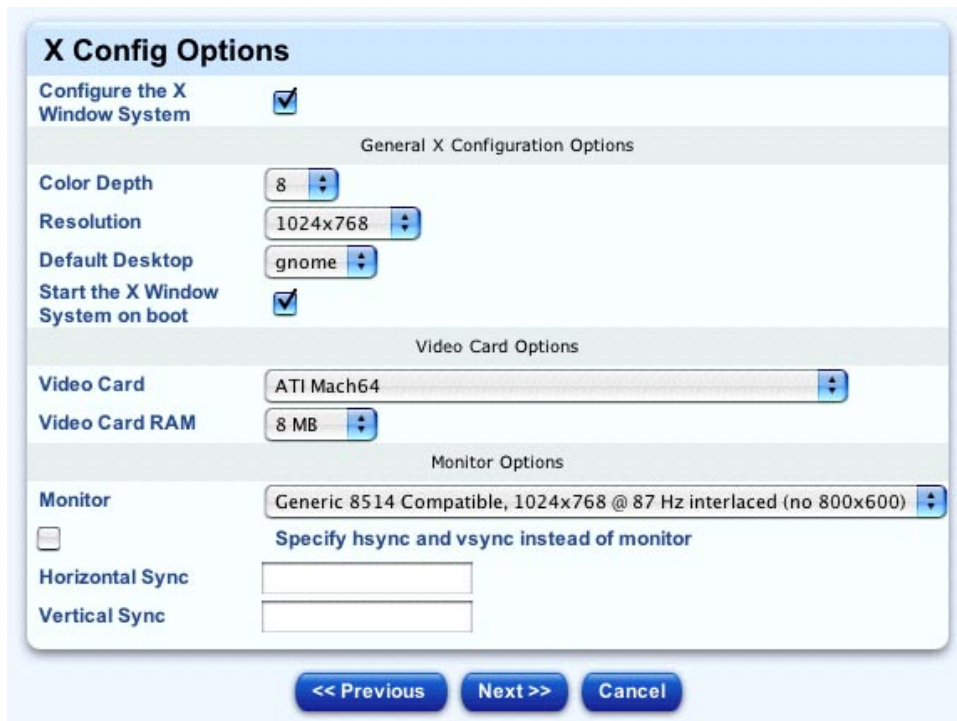 X Config Options
Configure the X
Window System
General X Configuration Options
Color Depth
8
Resolution
1024x768
Default Desktop
gnome
Start the X Window
System on boot
Video Card Options
Video Card
ATI Mach64
Video Card RAM
8 MB
Monitor Options
Monitor
Generic 8514 Compatible, 1024x768 @ 87 Hz interlaced (no 800x600)
Specify hsync and vsync instead of monitor
Horizontal Sync
Vertical Sync
<< Previous
Next >>
Cancel